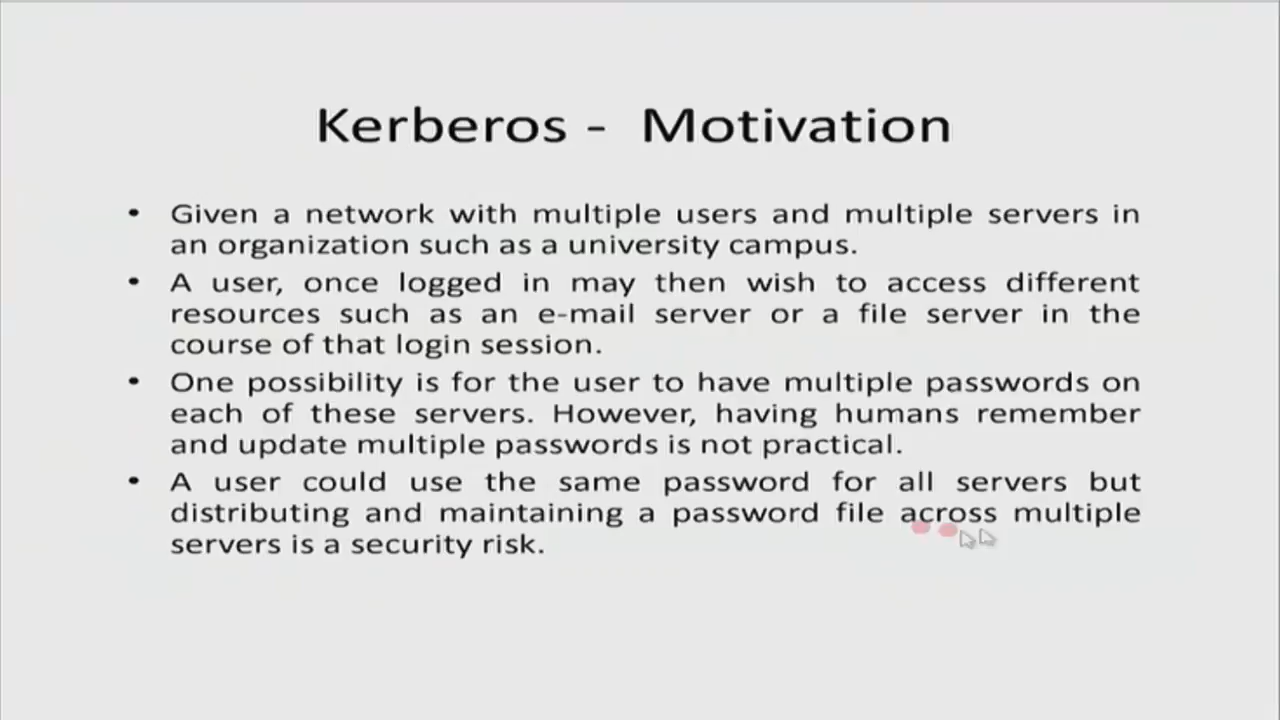 Kerberos - Motivation
• Given a network with multiple users and multiple servers in
an organization such as a university campus.
• A user, once logged in may then wish to access different
resources such as an e-mail server or a file server in the
course of that login session.
• One possibility is for the user to have multiple passwords on
each of these servers. However, having humans remember
and update multiple passwords is not practical.
• A user could use the same password for all servers but
distributing and maintaining a password file across multiple
servers is a security risk.